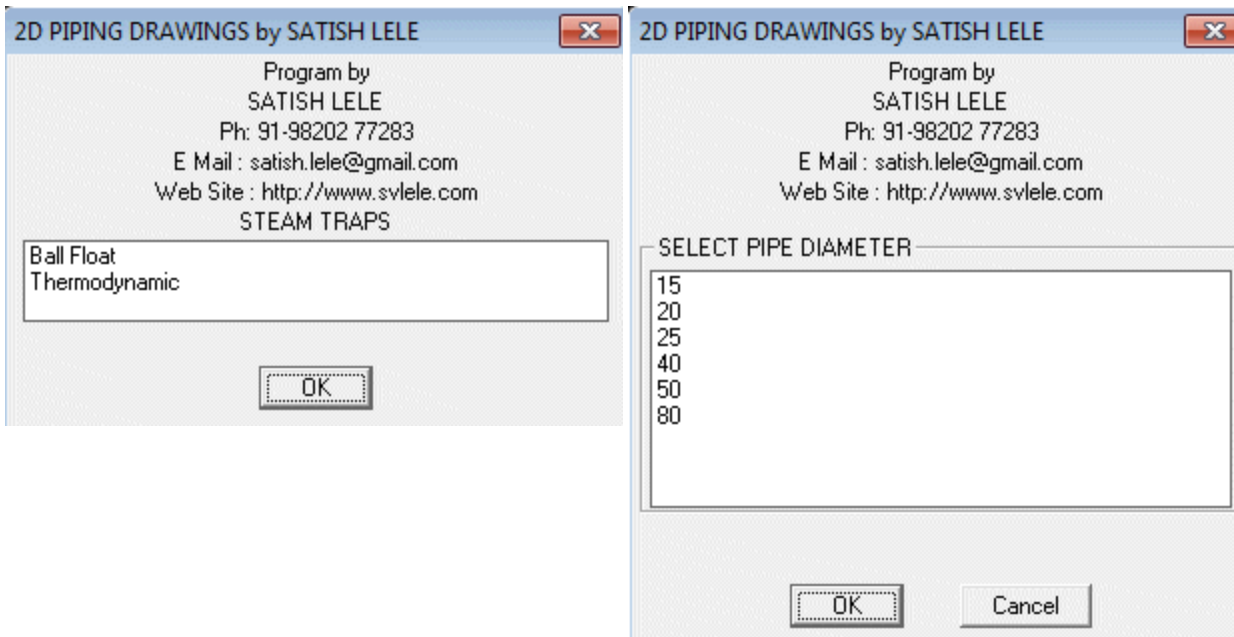 2D PIPING DRAWINGS by SATISH LELE
Program by
SATISH LELE
Ph: 91-98202 77283
E Mail : satish.lele@gmail.com
Web Site : http://www.svlele.com
STEAM TRAPS
Ball Float
Thermodynamic
OK
2D PIPING DRAWINGS by SATISH LELE
Program by
SATISH LELE
Ph: 91-98202 77283
E Mail : satish.lele@gmail.com
Web Site : http://www.svlele.com
SELECT PIPE DIAMETER
15
20
25
40
50
80
OK Cancel